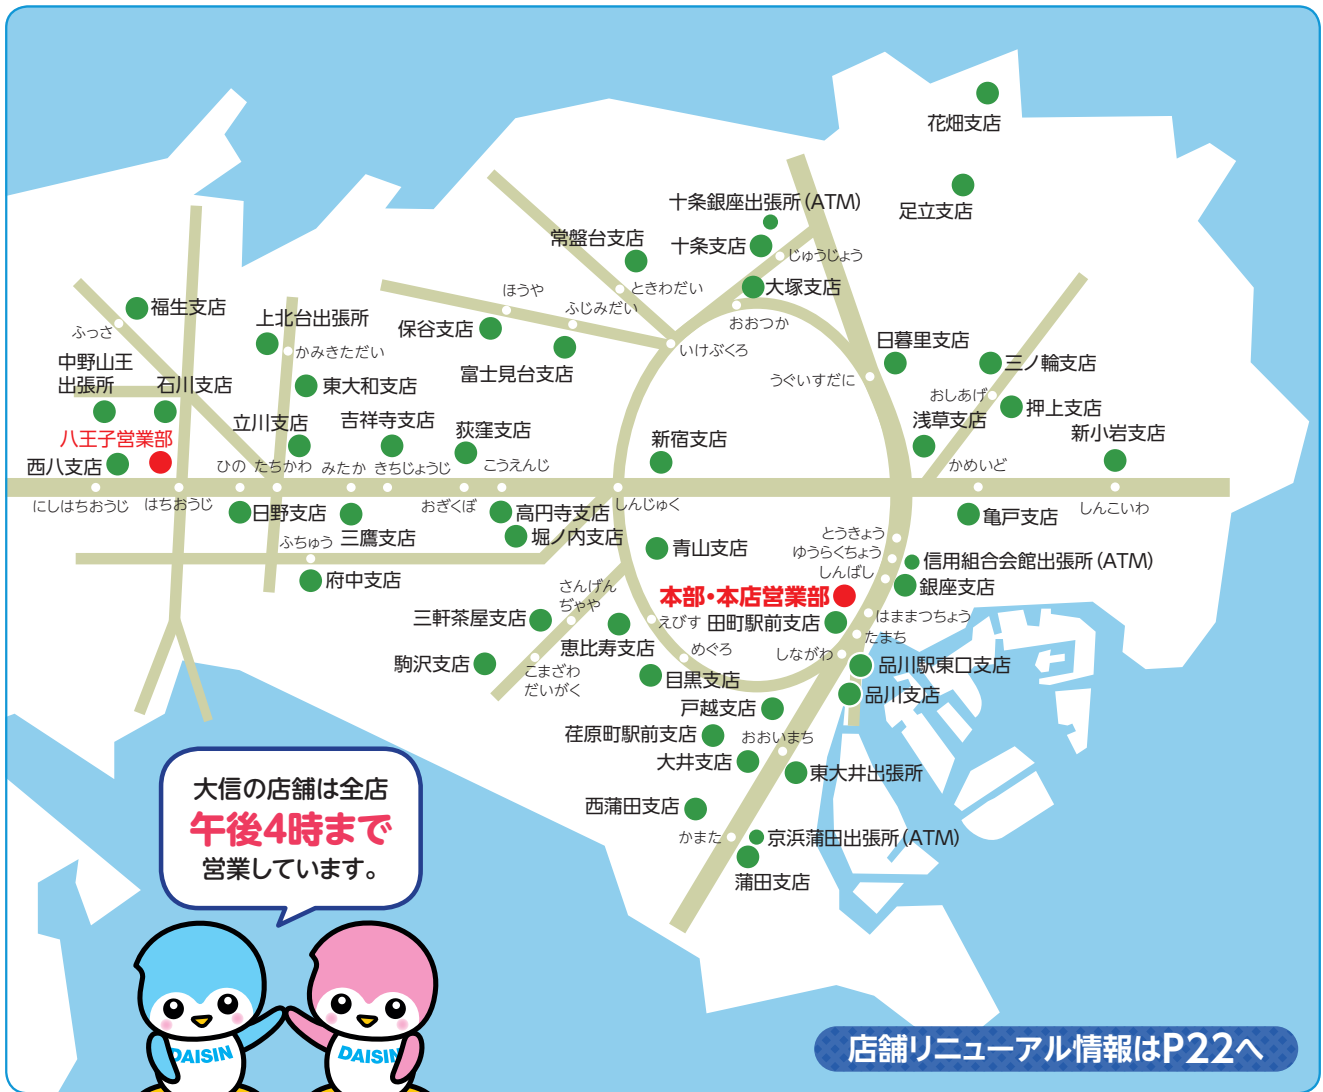 花畑支店
足立支店
十条銀座出張所（ATM）
常盤台支店
十条支店
じゅうじょう
ときわだい
大塚支店
ほうや
ふじみだい
おおつか
福生支店
ふっさ
上北台出張所
かみきただい
保谷支店
富士見台支店
いけぶくろ
日暮里支店
うぐいすだに
三ノ輪支店
おしあげ
押上支店
中野山王
出張所
石川支店
東大和支店
立川支店
吉祥寺支店
荻窪支店
新宿支店
浅草支店
新小岩支店
八王子営業部
西八支店
ひの
たちかわ
みたか
きちじょうじ
こうえんじ
かめいど
にしはちおうじ
はちおうじ
おぎくぼ
しんじゅく
しんこいわ
日野支店
三鷹支店
高円寺支店
堀ノ内支店
亀戸支店
ふちゅう
府中支店
青山支店
とうきょう
ゆうらくちょう
しんばし
信用組合会館出張所（ATM）
銀座支店
さんげん
ぢゃや
本部・本店営業部
三軒茶屋支店
えびす
田町駅前支店
はままつちょう
たまち
恵比寿支店
めぐろ
しながわ
駒沢支店
こまざわ
だいがく
目黒支店
品川駅東口支店
品川支店
戸越支店
荏原町駅前支店
おおいまち
大井支店
東大井出張所
西蒲田支店
かまた
京浜蒲田出張所（ATM）
蒲田支店
大信の店舗は全店
午後4時まで
営業しています。
DAISIN
DAISIN
店舗リニューアル情報はP22へ